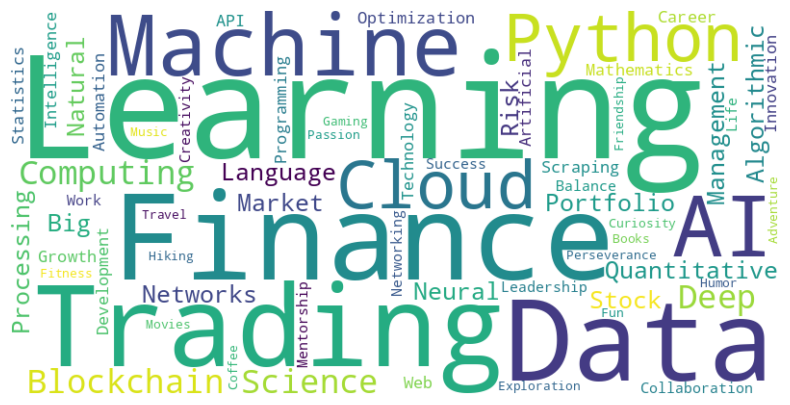 Machine
Python
Learning
API
Optimization
Career
Mathematics
Statistics
Intelligence
Natural
Automation
Music
Creativity
Programming
Gaming
Passion
Technology
Risk
Artificial
Friendship
Management
Life
Algorithmic
Innovation
Computing
Language
Cloud
Success
Scraping
Balance
Portfolio
Work
Big
Market
Finance
AI
Travel
Hiking
Networking
Curiosity
Books
Perseverance
Adventure
Processing
Growth
Fitness
Development
Quantitative
Networks
Neural
Leadership
Stock
Humor
Deep
Fun
Trading
Data
Movies
Mentorship
Blockchain
Coffee
Science
Web
Exploration
Collaboration